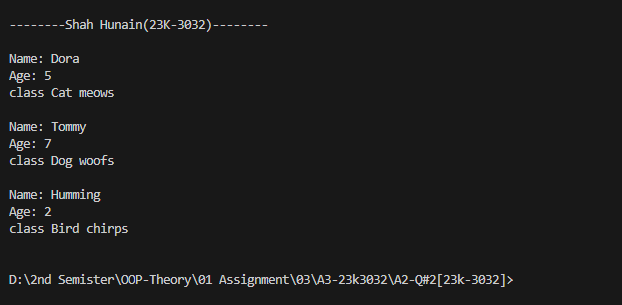 --------Shah Hunain(23K-3032)--------
Name: Dora
Age: 5
class Cat meows
Name: Tommy
Age: 7
class Dog woofs
Name: Humming
Age: 2
class Bird chirps
D:\2nd Semister\OOP-Theory\01 Assignment\03\A3-23k3032\A2-Q#2[23k-3032]>